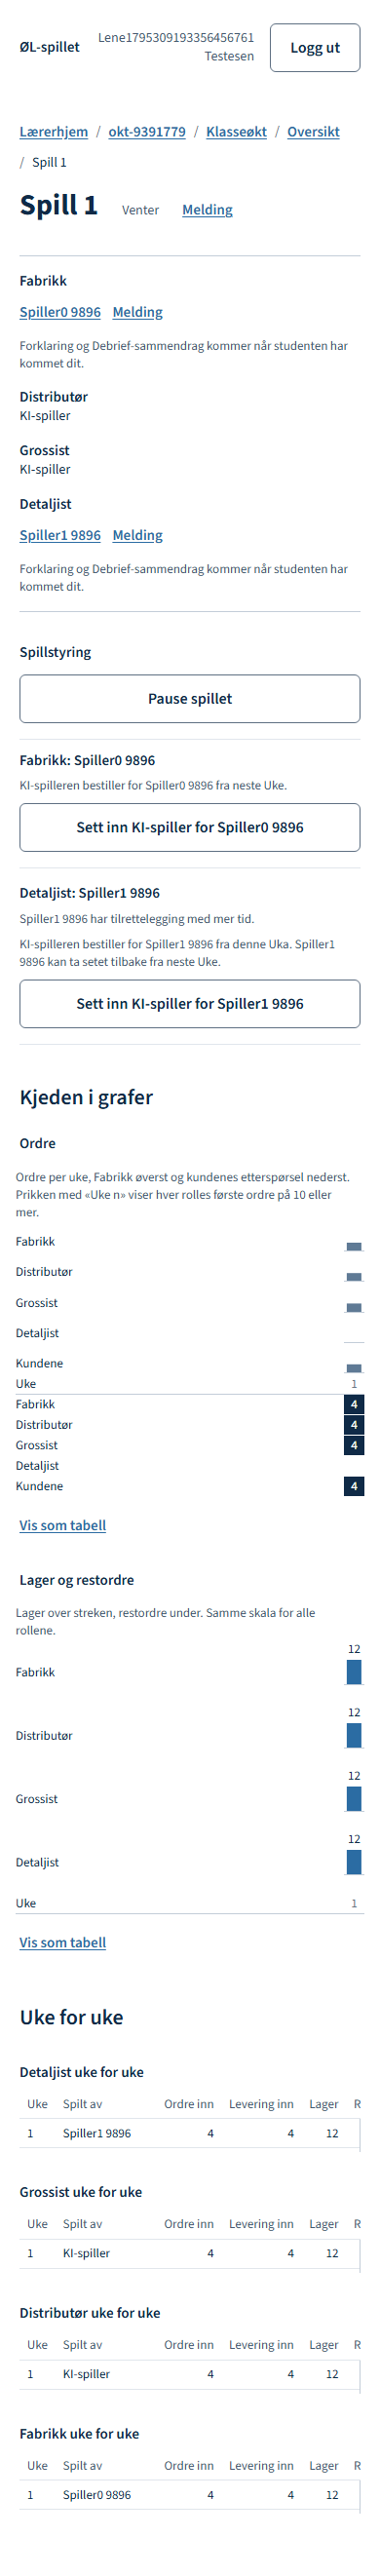 ØL-spillet
Lene1795309193356456761
Testesen
Logg ut
Lærerhjem / okt-9391779 / Klasseøkt / Oversikt
/ Spill 1
Spill 1 Venter Melding
Fabrikk
Spiller0 9896 Melding
Forklaring og Debrief-sammendrag kommer når studenten har
kommet dit.
Distributør
KI-spiller
Grossist
KI-spiller
Detaljist
Spiller1 9896 Melding
Forklaring og Debrief-sammendrag kommer når studenten har
kommet dit.
Spillstyring
Pause spillet
Fabrikk: Spiller0 9896
KI-spilleren bestiller for Spiller0 9896 fra neste Uke.
Sett inn KI-spiller for Spiller0 9896
Detaljist: Spiller1 9896
Spiller1 9896 har tilrettelegging med mer tid.
KI-spilleren bestiller for Spiller1 9896 fra denne Uka. Spiller1
9896 kan ta setet tilbake fra neste Uke.
Sett inn KI-spiller for Spiller1 9896
Kjeden i grafer
Ordre
Ordre per uke, Fabrikk øverst og kundenes etterspørsel nederst.
Prikken med «Uke n» viser hver rolles første ordre på 10 eller
mer.
Fabrikk
Distributør
Grossist
Detaljist
Kundene
Uke 1
Fabrikk 4
Distributør 4
Grossist 4
Detaljist
Kundene 4
Vis som tabell
Lager og restordre
Lager over streken, restordre under. Samme skala for alle
rollene.
12
Fabrikk
12
Distributør
12
Grossist
12
Detaljist
Uke 1
Vis som tabell
Uke for uke
Detaljist uke for uke
Uke Spilt av Ordre inn Levering inn Lager R
1 Spiller1 9896 4 4 12
Grossist uke for uke
Uke Spilt av Ordre inn Levering inn Lager R
1 KI-spiller 4 4 12
Distributør uke for uke
Uke Spilt av Ordre inn Levering inn Lager R
1 KI-spiller 4 4 12
Fabrikk uke for uke
Uke Spilt av Ordre inn Levering inn Lager R
1 Spiller0 9896 4 4 12